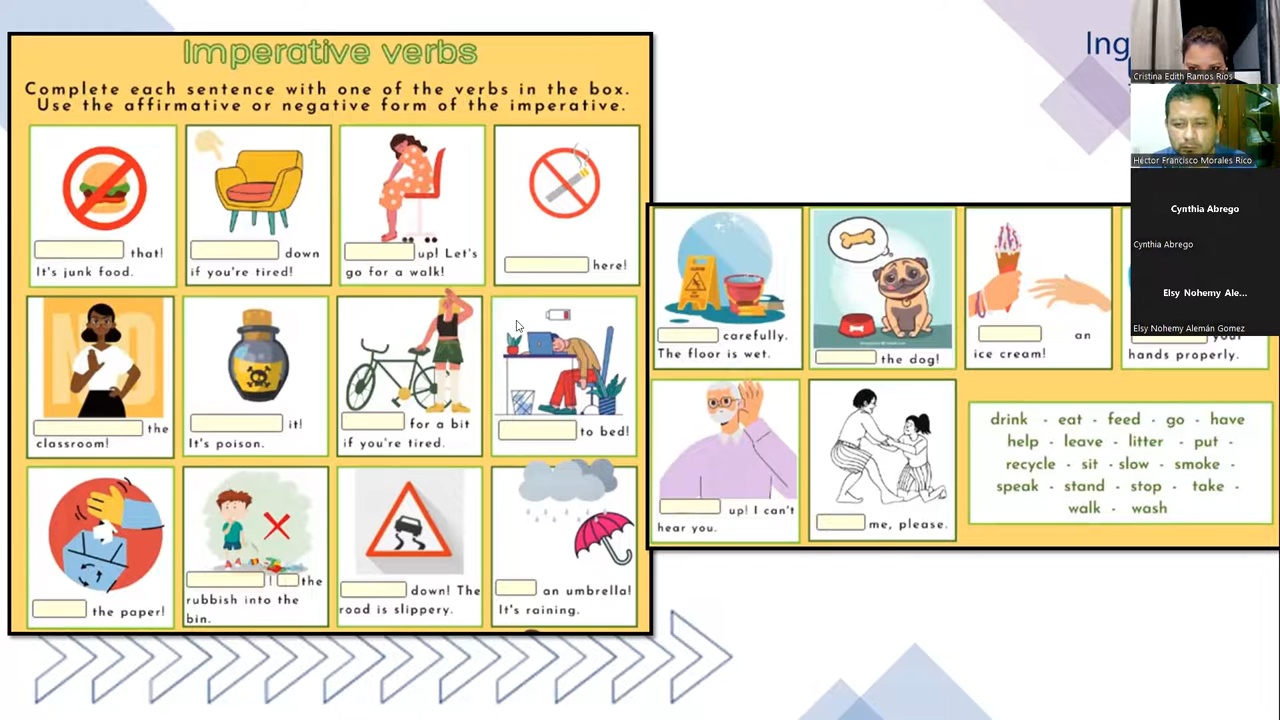 Imperative verbs
Complete each sentence with one of the verbs in the box.
Use the affirmative or negative form of the imperative.
that!
It's junk food.
down
if you're tired!
up! Let's
go for a walk!
here!
NO
the
classroom!
it!
It's poison.
for a bit
if you're tired.
to bed!
the paper!
! the
rubbish into the
bin.
down! The
road is slippery.
an umbrella!
It's raining.
carefully.
The floor is wet.
the dog!
an
ice cream!
your
hands properly.
up! I can't
hear you.
me, please.
drink - eat - feed - go - have
help - leave - litter - put -
recycle - sit - slow - smoke -
speak - stand - stop - take -
walk - wash
Ing
Cristina Edith Ramos Rios
Héctor Francisco Morales Rico
Cynthia Abrego
Cynthia Abrego
Elsy Nohemy Ale...
Elsy Nohemy Alemán Gomez